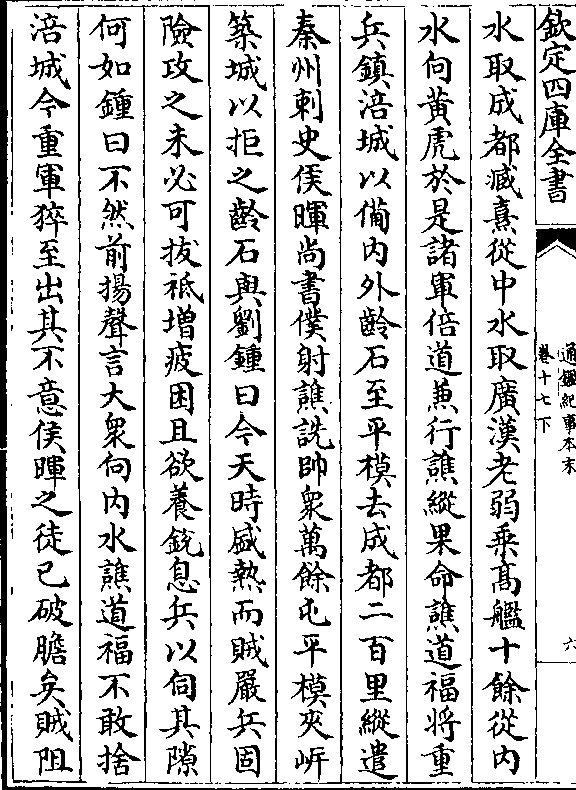 欽定四庫全書
通鑑紀事本末
卷十七下
六
水取成都臧熹從中水取廣漢老弱乗髙艦十餘從内
水向黄虎於是諸軍倍道兼行譙縱果命譙道福将重
兵鎮涪城以備内外齡石至平模去成都二百里縱遣
秦州刺史侯暉尚書僕射譙詵帥衆萬餘屯平模夾岍
築城以拒之齡石與劉鍾曰今天時盛熱而賊嚴兵固
險攻之未必可拔祗增疲困且欲養銳息兵以伺其隙
何如鍾曰不然前揚聲言大衆向内水譙道福不敢捨
涪城今重軍猝至出其不意侯暉之徒已破膽矣賊阻